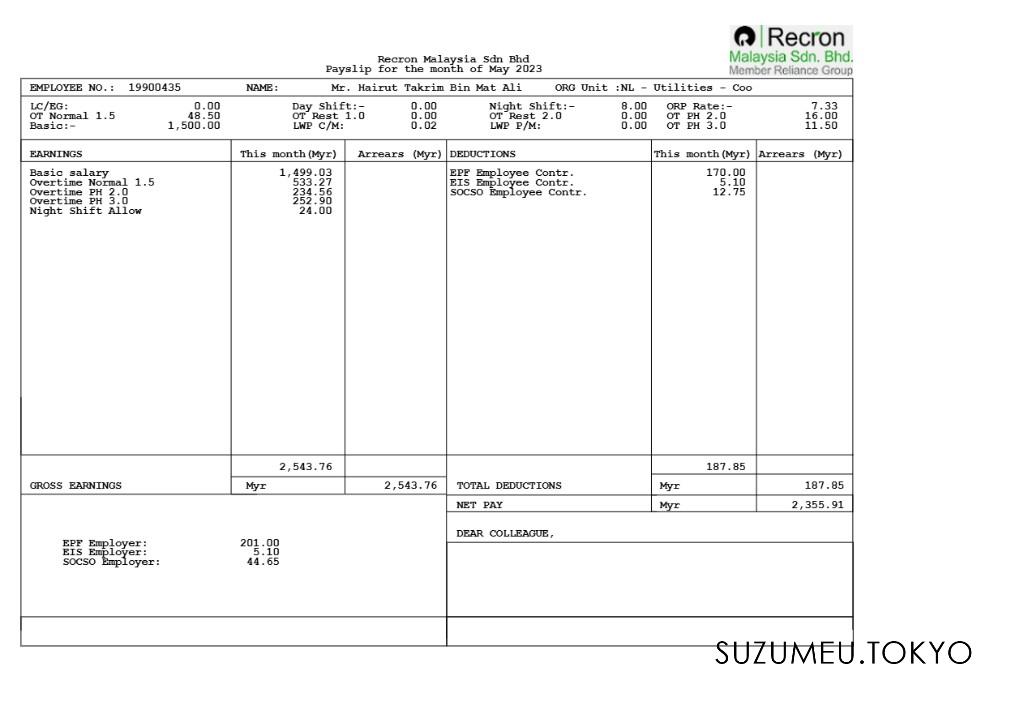 Recron
Malaysia Sdn. Bhd.
Member Reliance Group
Recron Malaysia Sdn Bhd
Payslip for the month of May 2023
EMPLOYEE NO.: 19900435 NAME: Mr. Hairut Takrim Bin Mat Ali ORG Unit :NL - Utilities - Coo
LC/EG: 0.00 Day Shift:- 0.00 Night Shift:- 8.00 ORP Rate:- 7.33
OT Normal 1.5 48.50 OT Rest 1.0 0.00 OT Rest 2.0 0.00 OT PH 2.0 16.00
Basic:- 1,500.00 LWP C/M: 0.02 LWP P/M: 0.00 OT PH 3.0 11.50
EARNINGS This month(Myr) Arrears (Myr) DEDUCTIONS This month(Myr) Arrears (Myr)
Basic salary 1,499.03 EPF Employee Contr. 170.00
Overtime Normal 1.5 533.27 EIS Employee Contr. 5.10
Overtime PH 2.0 234.56 SOCSO Employee Contr. 12.75
Overtime PH 3.0 252.90
Night Shift Allow 24.00
2,543.76 187.85
GROSS EARNINGS Myr 2,543.76 TOTAL DEDUCTIONS Myr 187.85
NET PAY Myr 2,355.91
DEAR COLLEAGUE,
EPF Employer: 201.00
EIS Employer: 5.10
SOCSO Employer: 44.65
SUZUMEU.TOKYO